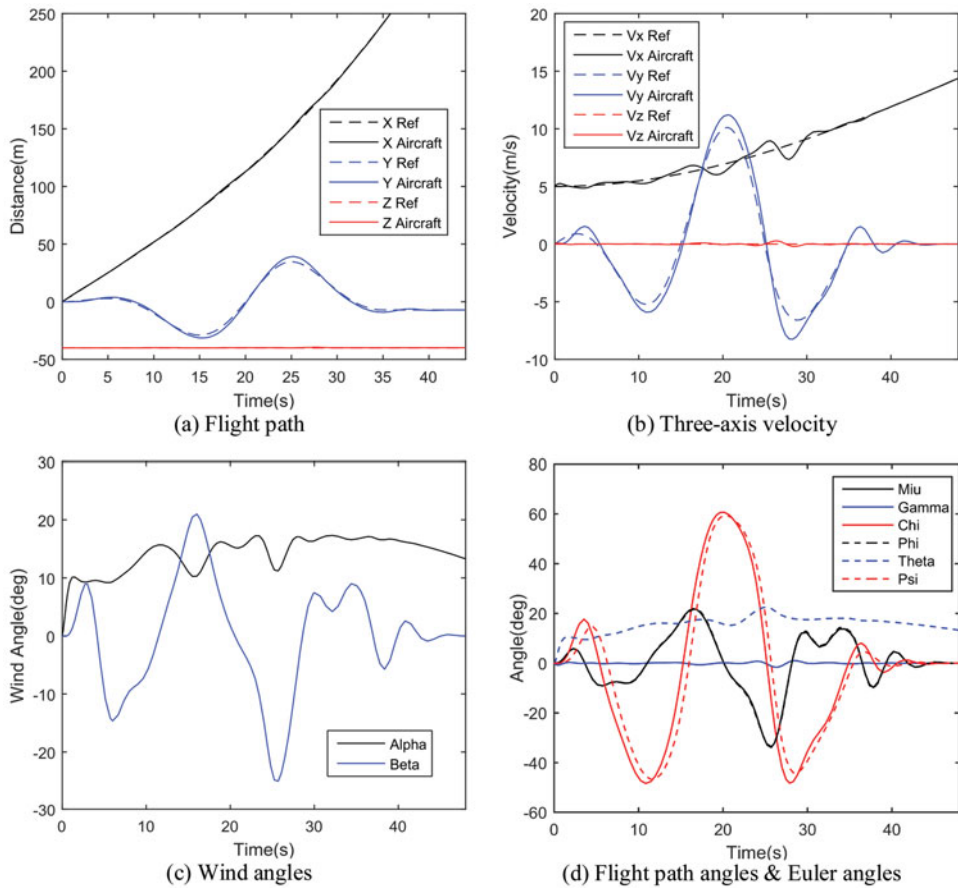 250
200
150
100
50
0
-50
Distance(m)
X Ref
X Aircraft
Y Ref
Y Aircraft
Z Ref
Z Aircraft
0 5 10 15 20 25 30 35 40
Time(s)
(a) Flight path
20
15
10
5
0
-5
-10
Velocity(m/s)
Vx Ref
Vx Aircraft
Vy Ref
Vy Aircraft
Vz Ref
Vz Aircraft
0 10 20 30 40
Time(s)
(b) Three-axis velocity
30
20
10
0
-10
-20
-30
Wind Angle(deg)
Alpha
Beta
0 10 20 30 40
Time(s)
(c) Wind angles
80
60
40
20
0
-20
-40
-60
Angle(deg)
Miu
Gamma
Chi
Phi
Theta
Psi
0 10 20 30 40
Time(s)
(d) Flight path angles & Euler angles